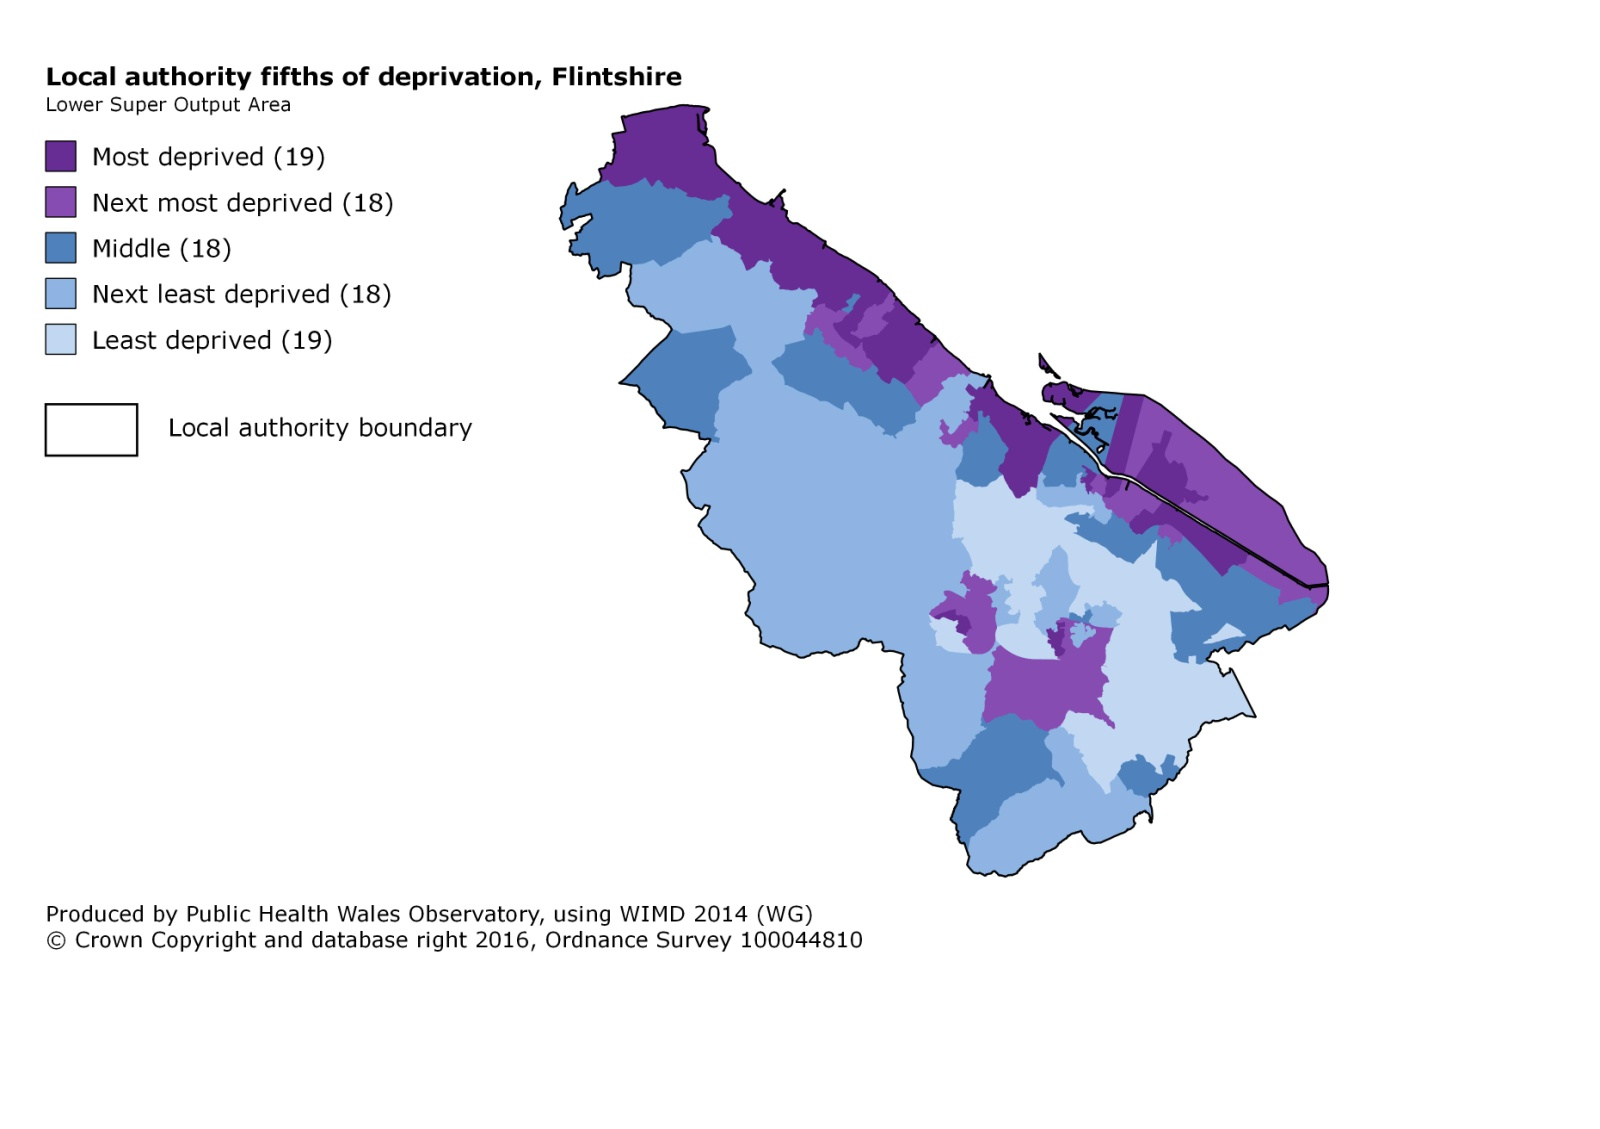 Local authority fifths of deprivation, Flintshire
Lower Super Output Area
Most deprived (19)
Next most deprived (18)
Middle (18)
Next least deprived (18)
Least deprived (19)
Local authority boundary
Produced by Public Health Wales Observatory, using WIMD 2014 (WG)
© Crown Copyright and database right 2016, Ordnance Survey 100044810